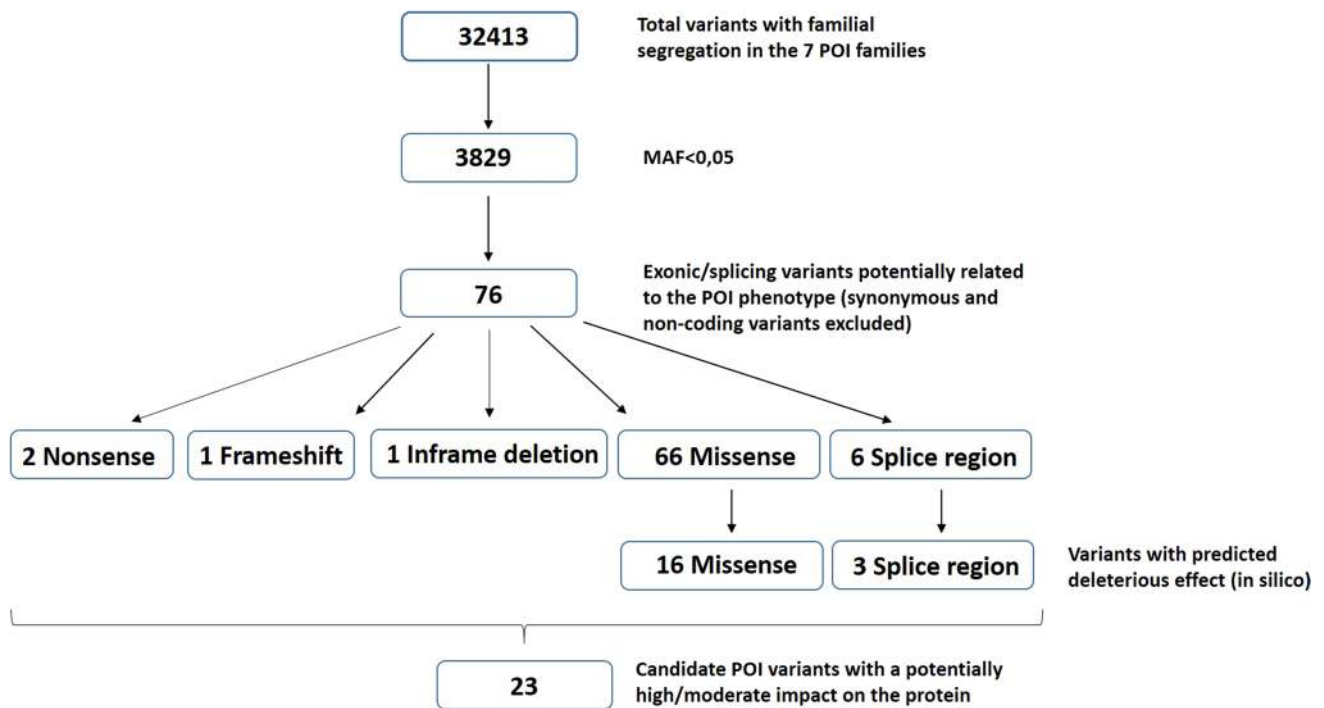 32413
Total variants with familial
segregation in the 7 POI families
3829
MAF<0,05
76
Exonic/splicing variants potentially related
to the POI phenotype (synonymous and
non-coding variants excluded)
2 Nonsense
1 Frameshift
1 Inframe deletion
66 Missense
6 Splice region
16 Missense
3 Splice region
Variants with predicted
deleterious effect (in silico)
23
Candidate POI variants with a potentially
high/moderate impact on the protein